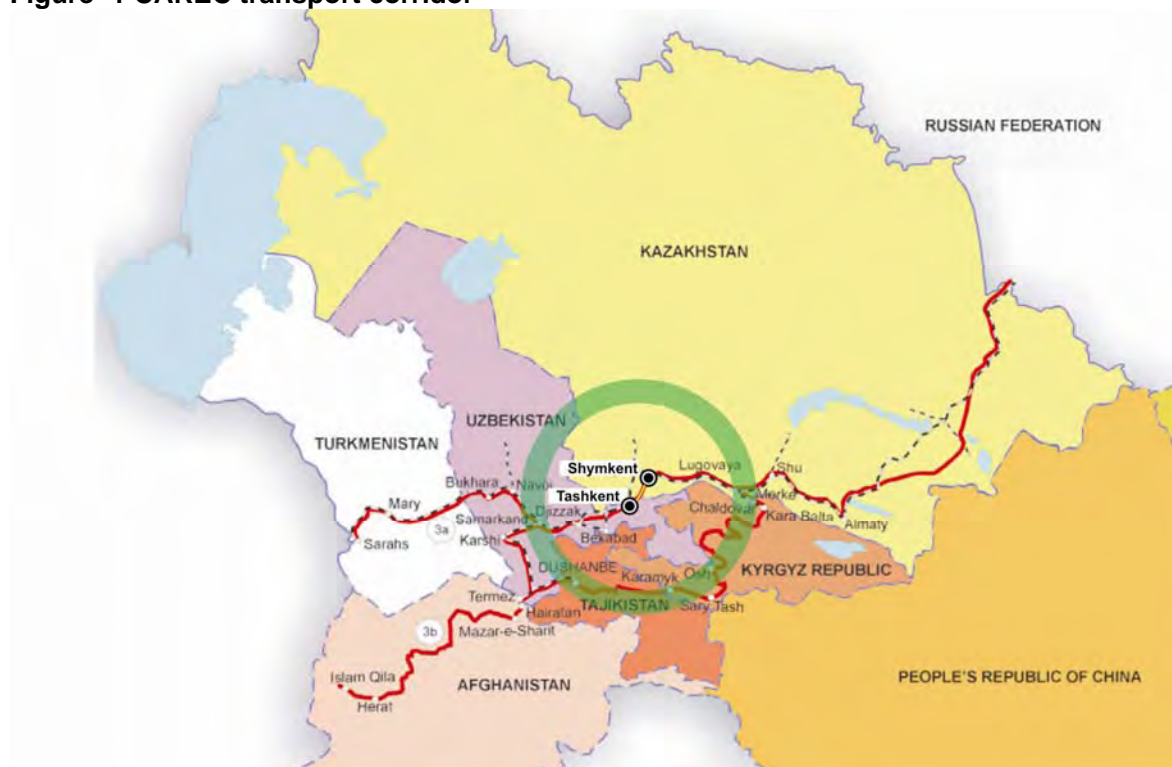 Figure 4 CAREC transport corridor
RUSSIAN FEDERATION
KAZAKHSTAN
UZBEKISTAN
TURKMENISTAN
Shymkent
Lugovaya
Shu
Bukhara
Navoi
Tashkent
Merke
Mary
Samarkand
Djizzak
Chaldovar
Kara Balta
Almaty
3a
Sarahs
Karshi
Bekabad
DUSHANBE
Karamyk
Osh
KYRGYZ REPUBLIC
Termez
Hairatan
TAJIKISTAN
Sary Tash
3b
Mazar-e-Sharif
Islam Qila
AFGHANISTAN
PEOPLE'S REPUBLIC OF CHINA
Herat